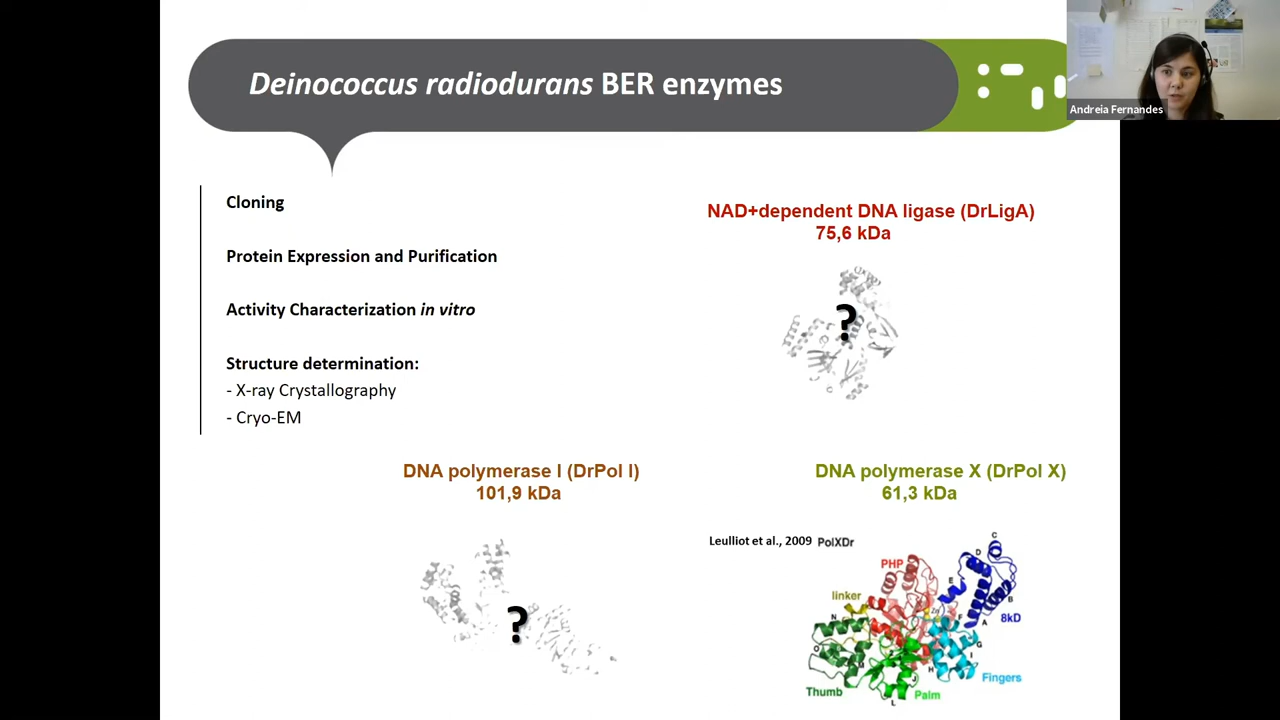 Deinococcus radiodurans BER enzymes
Andreia Fernandes
Cloning
Protein Expression and Purification
Activity Characterization in vitro
Structure determination:
- X-ray Crystallography
- Cryo-EM
NAD+dependent DNA ligase (DrLigA)
75,6 kDa
?
DNA polymerase I (DrPol I)
101,9 kDa
?
DNA polymerase X (DrPol X)
61,3 kDa
Leulliot et al., 2009 PolXDr
C
D
PHP
E
linker
B
N
F
A
8kD
G
O
M
I
H
J
Fingers
Thumb
Palm
L